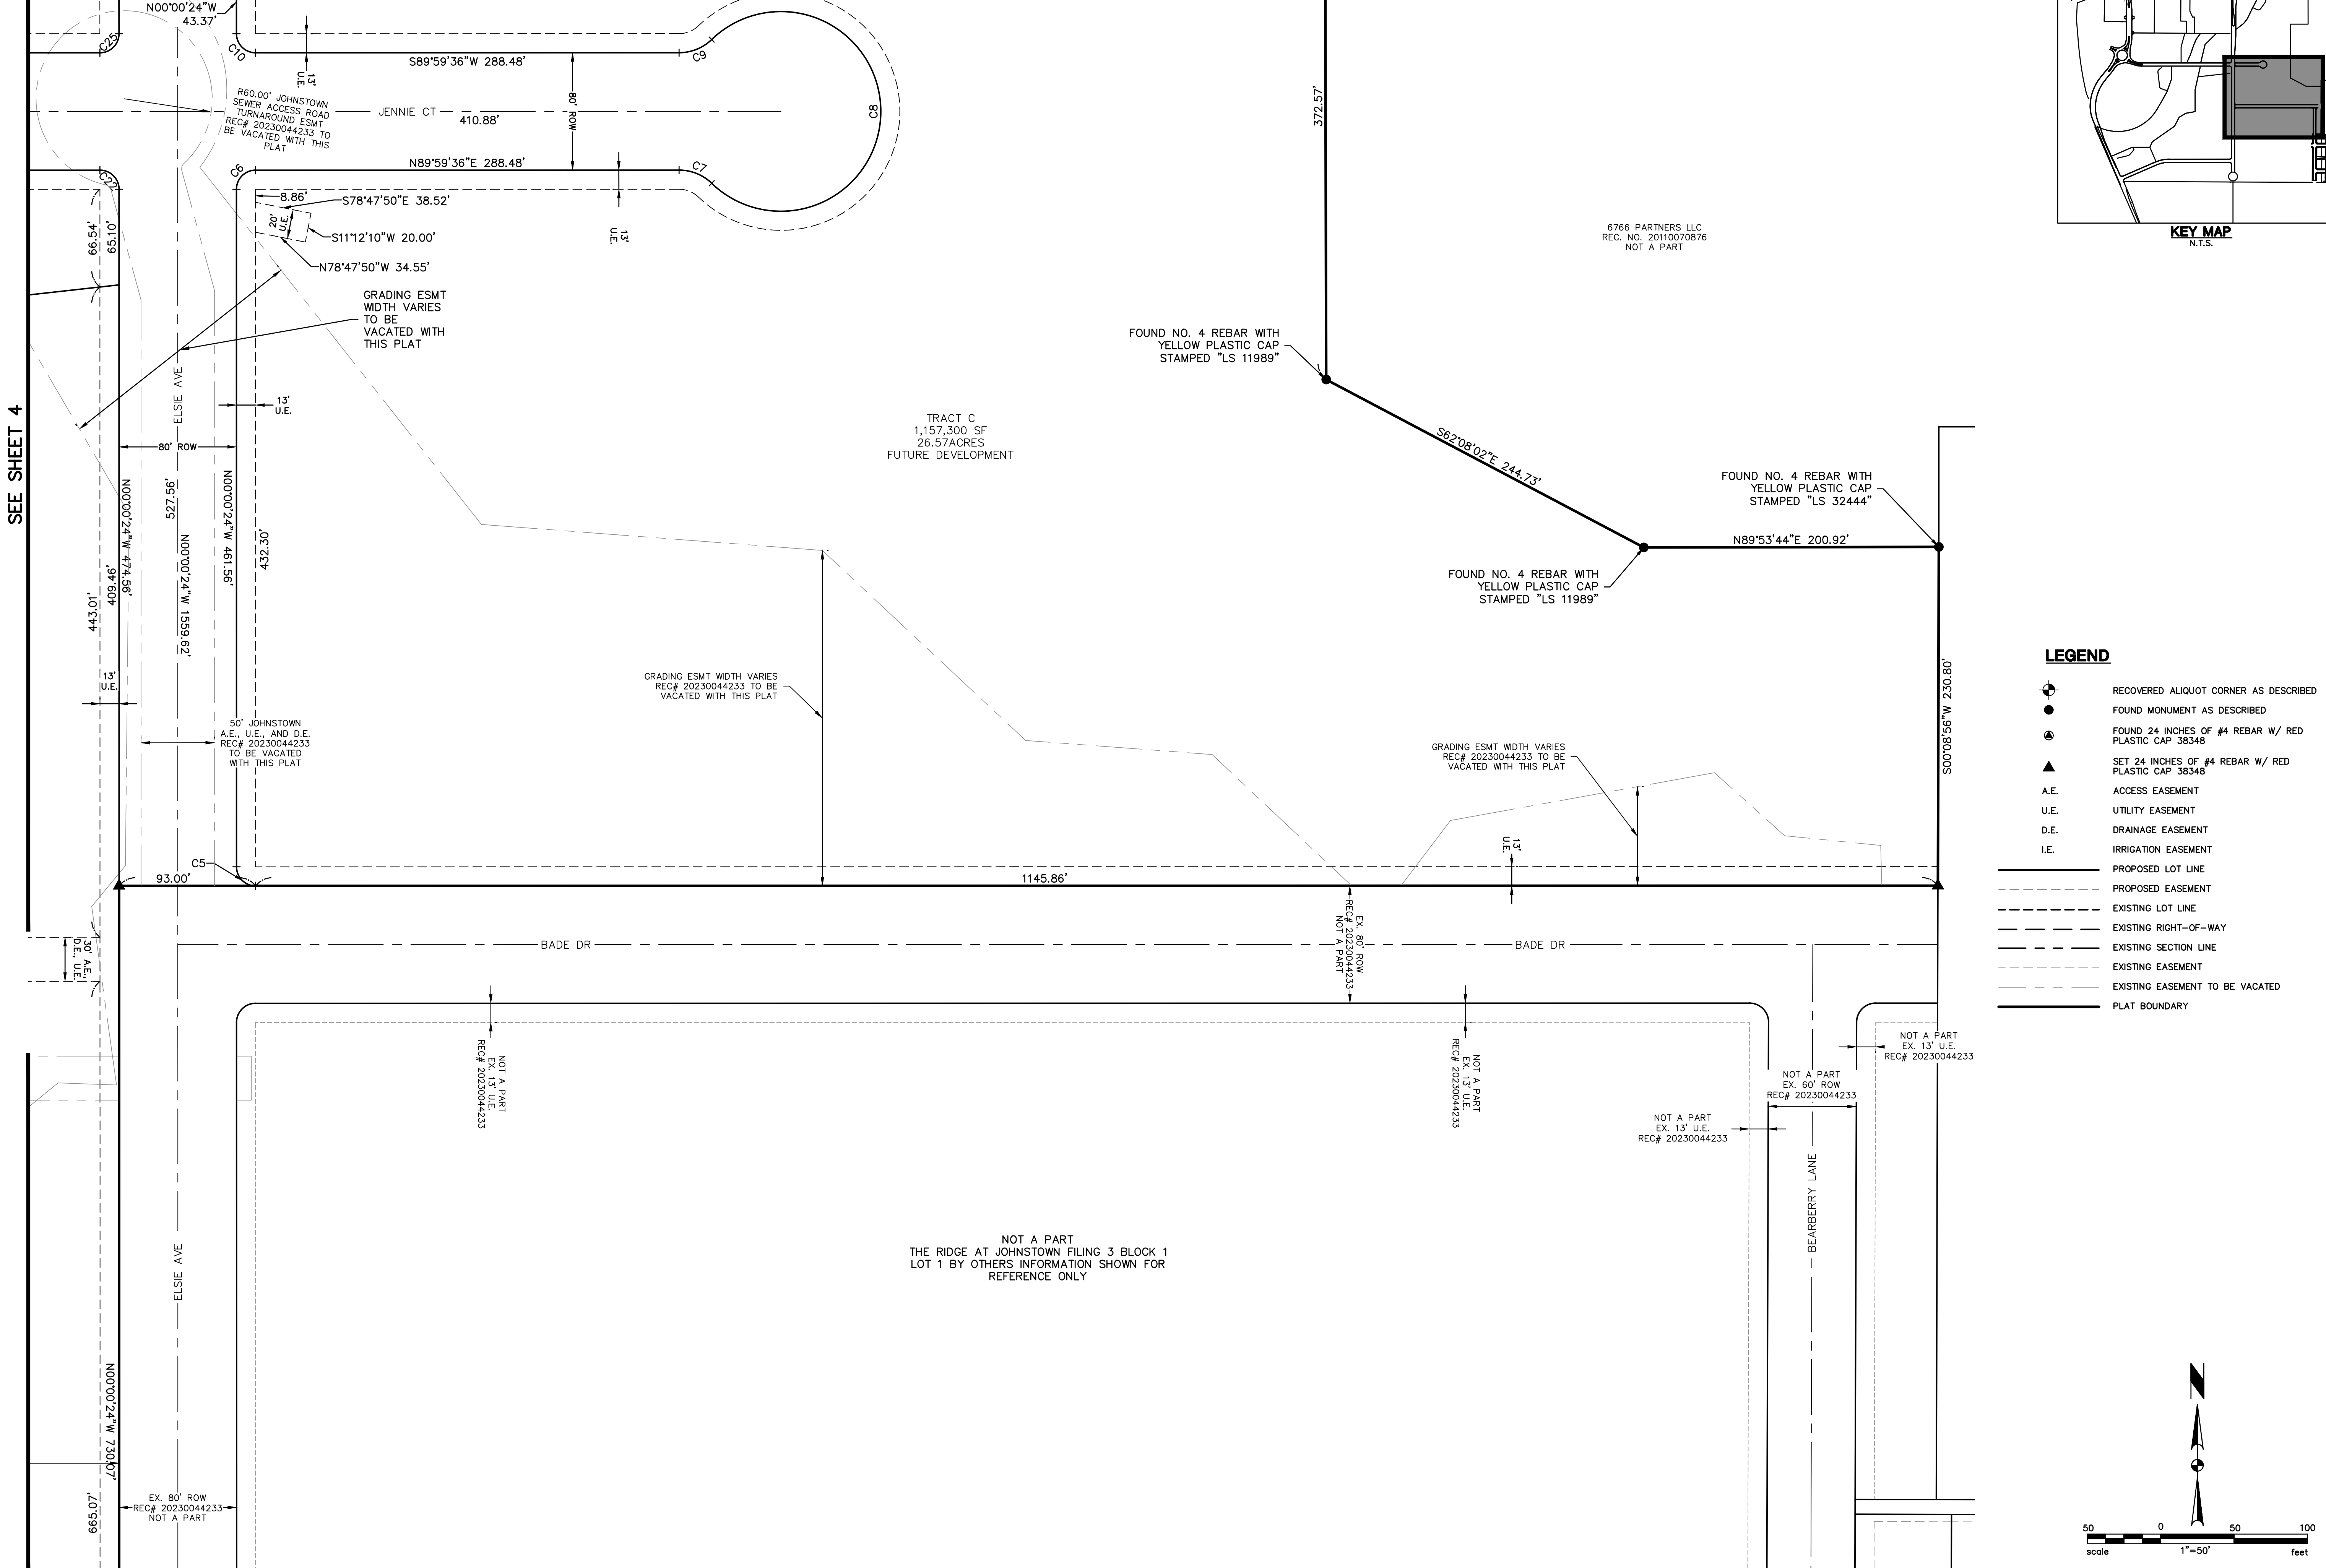 N00°00'24"W
43.37'
C25
C10
13'
U.E.
S89°59'36"W 288.48'
C9
R60.00' JOHNSTOWN
SEWER ACCESS ROAD
TURNAROUND ESMT
REC# 20230044233 TO
BE VACATED WITH THIS
PLAT
JENNIE CT
410.88'
80' ROW
C8
372.57'
N89°59'36"E 288.48'
C7
C6
C22
13'
U.E.
8.86'
S78°47'50"E 38.52'
20'
U.E.
S11°12'10"W 20.00'
N78°47'50"W 34.55'
66.54'
65.10'
GRADING ESMT
WIDTH VARIES
TO BE
VACATED WITH
THIS PLAT
6766 PARTNERS LLC
REC. NO. 20110070876
NOT A PART
KEY MAP
N.T.S.
FOUND NO. 4 REBAR WITH
YELLOW PLASTIC CAP
STAMPED "LS 11989"
SEE SHEET 4
ELSIE AVE
13'
U.E.
80' ROW
TRACT C
1,157,300 SF
26.57ACRES
FUTURE DEVELOPMENT
S62°08'02"E 244.73'
FOUND NO. 4 REBAR WITH
YELLOW PLASTIC CAP
STAMPED "LS 32444"
N89°53'44"E 200.92'
FOUND NO. 4 REBAR WITH
YELLOW PLASTIC CAP
STAMPED "LS 11989"
N00°00'24"W 474.56'
409.46'
443.01'
527.56'
N00°00'24"W 1559.62'
N00°00'24"W 461.56'
432.30'
13'
U.E.
50' JOHNSTOWN
A.E., U.E., AND D.E.
REC# 20230044233
TO BE VACATED
WITH THIS PLAT
GRADING ESMT WIDTH VARIES
REC# 20230044233 TO BE
VACATED WITH THIS PLAT
GRADING ESMT WIDTH VARIES
REC# 20230044233 TO BE
VACATED WITH THIS PLAT
S00°08'56"W 230.80'
13'
U.E.
C5
93.00'
1145.86'
BADE DR
BADE DR
EX. 80' ROW
REC# 20230044233
NOT A PART
30' A.E.,
D.E., U.E.
NOT A PART
EX. 13' U.E.
REC# 20230044233
NOT A PART
EX. 13' U.E.
REC# 20230044233
NOT A PART
EX. 13' U.E.
REC# 20230044233
NOT A PART
EX. 60' ROW
REC# 20230044233
NOT A PART
EX. 13' U.E.
REC# 20230044233
BEARBERRY LANE
ELSIE AVE
NOT A PART
THE RIDGE AT JOHNSTOWN FILING 3 BLOCK 1
LOT 1 BY OTHERS INFORMATION SHOWN FOR
REFERENCE ONLY
N00°00'24"W 730.07'
665.07'
EX. 80' ROW
REC# 20230044233
NOT A PART
LEGEND
RECOVERED ALIQUOT CORNER AS DESCRIBED
FOUND MONUMENT AS DESCRIBED
FOUND 24 INCHES OF #4 REBAR W/ RED
PLASTIC CAP 38348
SET 24 INCHES OF #4 REBAR W/ RED
PLASTIC CAP 38348
A.E. ACCESS EASEMENT
U.E. UTILITY EASEMENT
D.E. DRAINAGE EASEMENT
I.E. IRRIGATION EASEMENT
PROPOSED LOT LINE
PROPOSED EASEMENT
EXISTING LOT LINE
EXISTING RIGHT-OF-WAY
EXISTING SECTION LINE
EXISTING EASEMENT
EXISTING EASEMENT TO BE VACATED
PLAT BOUNDARY
N
50 0 50 100
scale 1"=50' feet